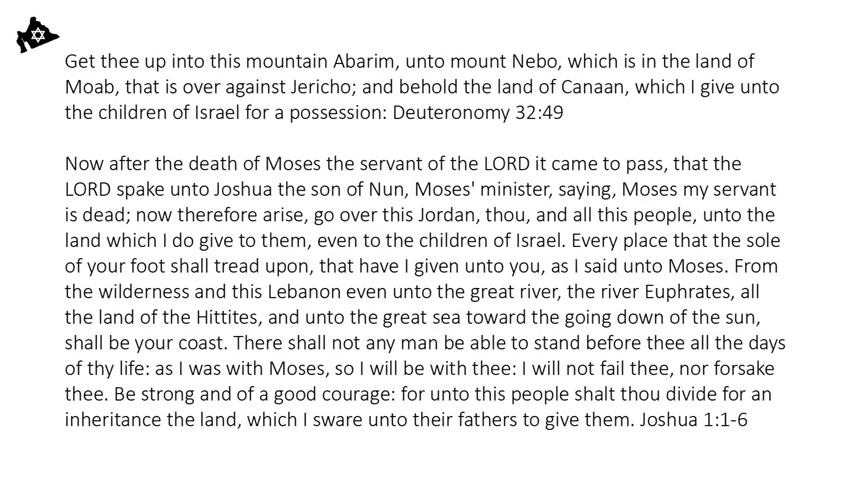 Get thee up into this mountain Abarim, unto mount Nebo, which is in the land of
Moab, that is over against Jericho; and behold the land of Canaan, which I give unto
the children of Israel for a possession: Deuteronomy 32:49
Now after the death of Moses the servant of the LORD it came to pass, that the
LORD spake unto Joshua the son of Nun, Moses' minister, saying, Moses my servant
is dead; now therefore arise, go over this Jordan, thou, and all this people, unto the
land which I do give to them, even to the children of Israel. Every place that the sole
of your foot shall tread upon, that have I given unto you, as I said unto Moses. From
the wilderness and this Lebanon even unto the great river, the river Euphrates, all
the land of the Hittites, and unto the great sea toward the going down of the sun,
shall be your coast. There shall not any man be able to stand before thee all the days
of thy life: as I was with Moses, so I will be with thee: I will not fail thee, nor forsake
thee. Be strong and of a good courage: for unto this people shalt thou divide for an
inheritance the land, which I sware unto their fathers to give them. Joshua 1:1-6